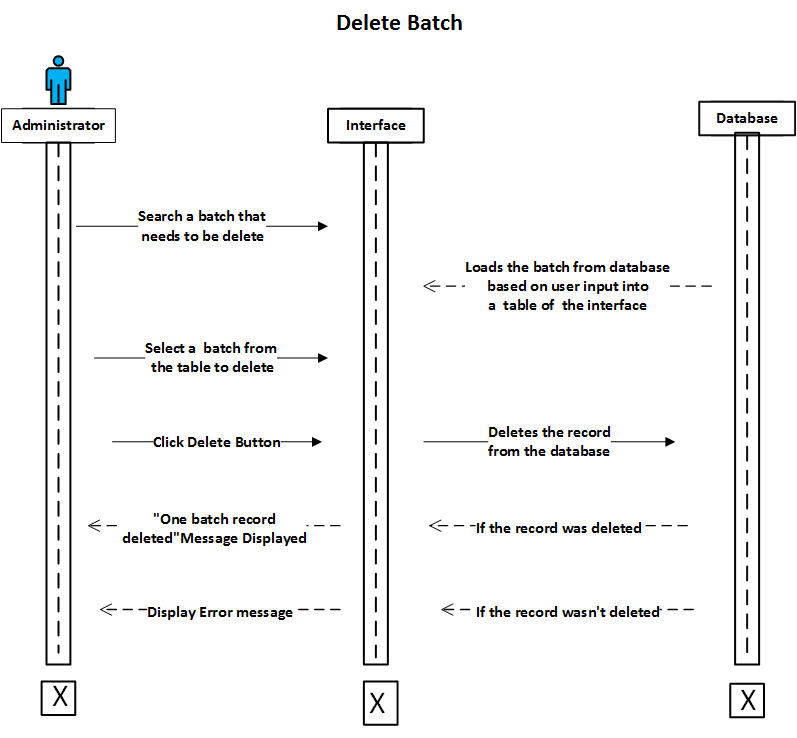 Delete Batch
Administrator
Interface
Database
Search a batch that
needs to be delete
Loads the batch from database
based on user input into
a table of the interface
Select a batch from
the table to delete
Click Delete Button
Deletes the record
from the database
"One batch record
deleted"Message Displayed
If the record was deleted
Display Error message
If the record wasn't deleted
X
X
X